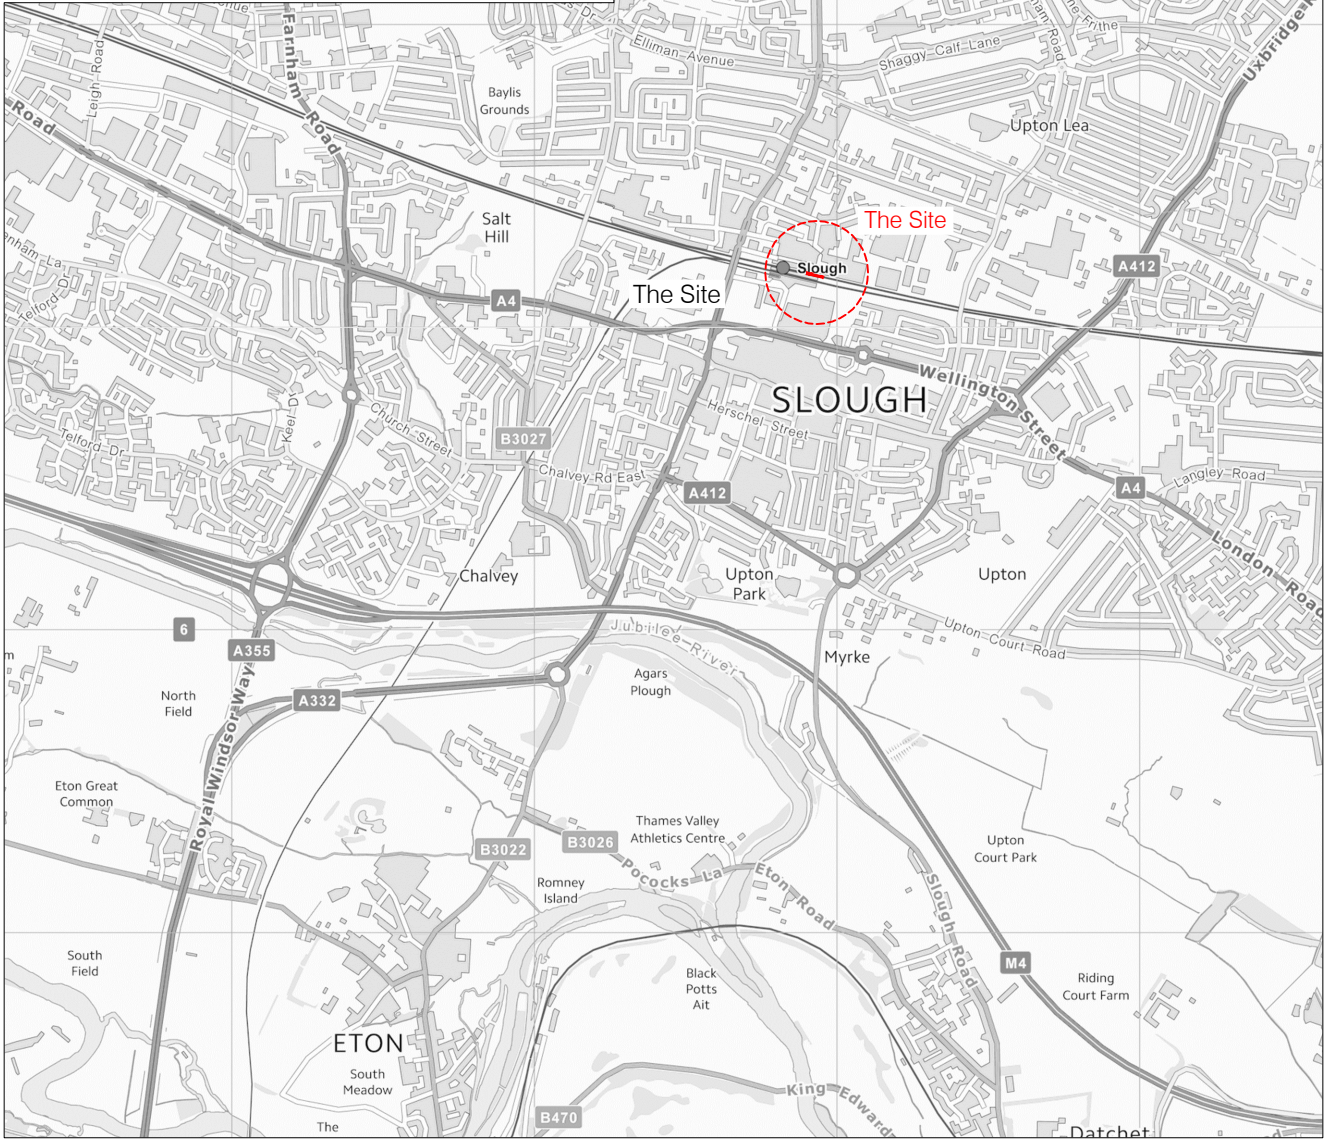 Farnham Road
Leigh Road
Elliman Avenue
Shaggy Calf Lane
Uxbridge
Baylis
Grounds
Upton Lea
Road
Salt
Hill
The Site
Slough
A412
Telford Dr
The Site
A4
SLOUGH
Wellington Street
Keel Dr
Church Street
Herschel Street
B3027
Telford Dr
Chalvey Rd East
A412
A4
Langley Road
London Road
Chalvey
Upton
Park
Upton
6
A355
Jubilee River
Upton Court Road
Myrke
North
Field
A332
Agars
Plough
Royal Windsor Way
Eton Great
Common
Thames Valley
Athletics Centre
B3022
B3026
Upton
Court Park
Pococks La
Eton Road
Romney
Island
Slough Road
South
Field
M4
Black
Potts
Ait
Riding
Court Farm
ETON
South
Meadow
King Edward
B470
The
Datchet